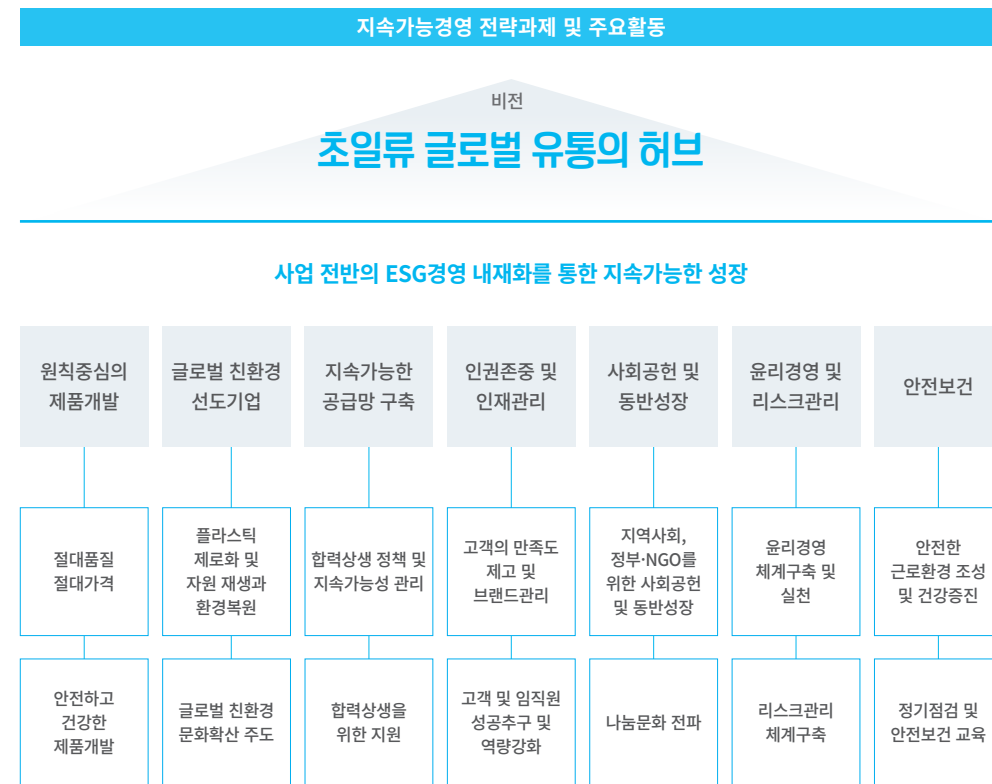 지속가능경영 전략과제 및 주요활동
비전
초일류 글로벌 유통의 허브
사업 전반의 ESG경영 내재화를 통한 지속가능한 성장
원칙중심의
제품개발
글로벌 친환경
선도기업
지속가능한
공급망 구축
인권존중 및
인재관리
사회공헌 및
동반성장
윤리경영 및
리스크관리
안전보건
절대품질
절대가격
플라스틱
제로화 및
자원 재생과
환경복원
합력상생 정책 및
지속가능성 관리
고객의 만족도
제고 및
브랜드관리
지역사회,
정부·NGO를
위한 사회공헌
및 동반성장
윤리경영
체계구축 및
실천
안전한
근로환경 조성
및 건강증진
안전하고
건강한
제품개발
글로벌 친환경
문화확산 주도
합력상생을
위한 지원
고객 및 임직원
성공추구 및
역량강화
나눔문화 전파
리스크관리
체계구축
정기점검 및
안전보건 교육